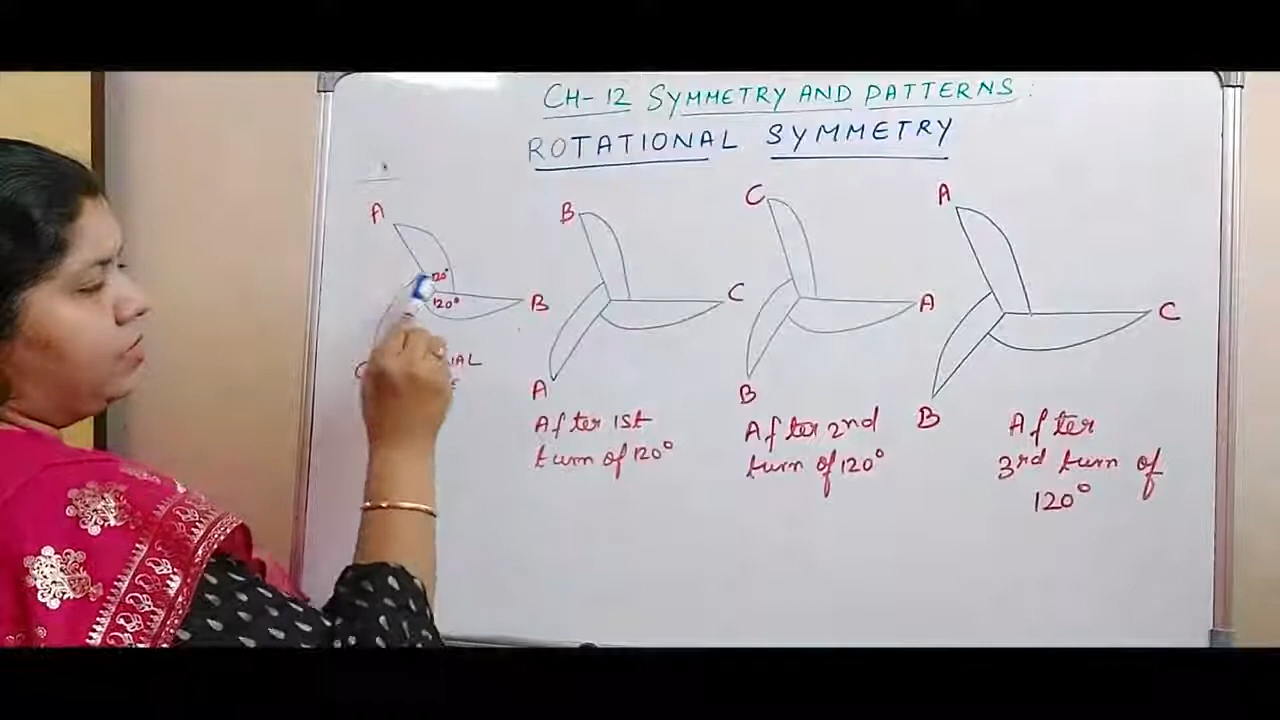 CH-12 SYMMETRY AND PATTERNS :
ROTATIONAL SYMMETRY
A
120°
120°
B
B
C
A
After 1st
turn of 120°
C
A
B
After 2nd
turn of 120°
A
C
B
After
3rd turn of
120°